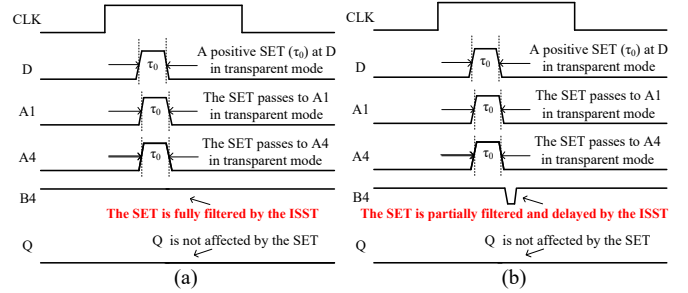 CLK
D
τ0
A positive SET (τ0) at D
in transparent mode
A1
τ0
The SET passes to A1
in transparent mode
A4
τ0
The SET passes to A4
in transparent mode
B4
The SET is fully filtered by the ISST
Q
Q is not affected by the SET
(a)
CLK
D
τ0
A positive SET (τ0) at D
in transparent mode
A1
τ0
The SET passes to A1
in transparent mode
A4
τ0
The SET passes to A4
in transparent mode
B4
The SET is partially filtered and delayed by the ISST
Q
Q is not affected by the SET
(b)